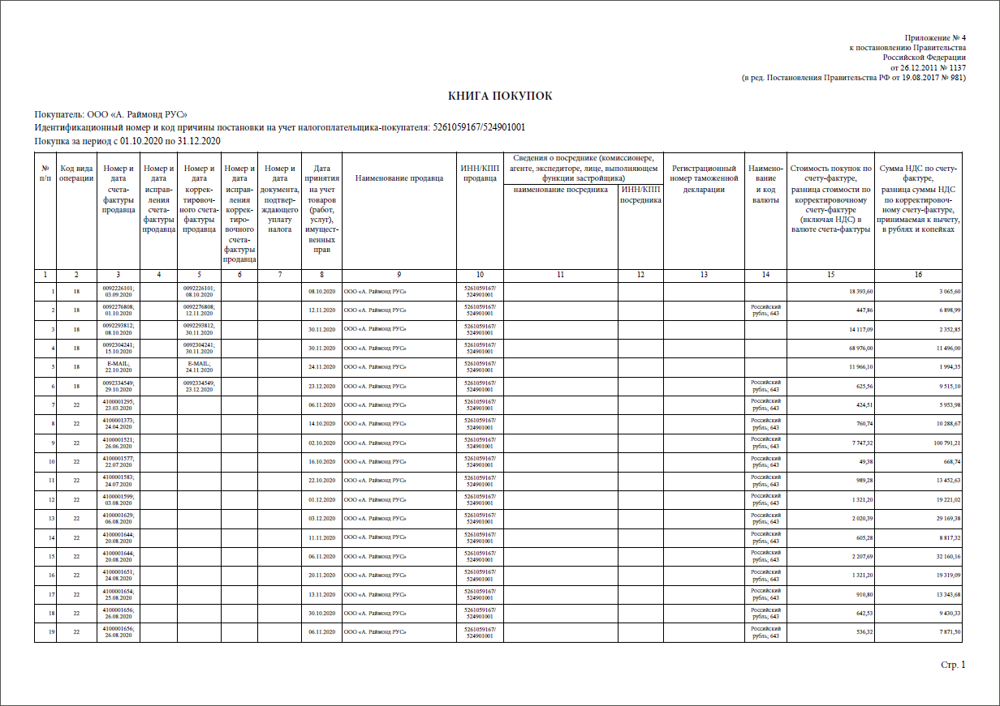 Приложение № 4
к постановлению Правительства
Российской Федерации
от 26.12.2011 № 1137
(в ред. Постановления Правительства РФ от 19.08.2017 № 981)
КНИГА ПОКУПОК
Покупатель: ООО «А. Раймонд РУС»
Идентификационный номер и код причины постановки на учет налогоплательщика-покупателя: 5261059167/524901001
Покупка за период с 01.10.2020 по 31.12.2020
№
п/п
Код вида
операции
Номер и
дата
счета-
фактуры
продавца
Номер и
дата
исправ-
ления
счета-
фактуры
продавца
Номер и
дата
коррек-
тировоч-
ного счета-
фактуры
продавца
Номер и
дата
исправ-
ления
коррек-
тиро-
вочного
счета-
фактуры
продавца
Номер и
дата
документа,
подтвер-
ждающего
уплату
налога
Дата
принятия
на учет
товаров
(работ,
услуг),
имущест-
венных
прав
Наименование продавца
ИНН/КПП
продавца
Сведения о посреднике (комиссионере,
агенте, экспедиторе, лице, выполняющем
функции застройщика)
наименование посредника
ИНН/КПП
посредника
Регистрационный
номер таможенной
декларации
Наимено-
вание
и код
валюты
Стоимость покупок по
счету-фактуре,
разница стоимости по
корректировочному
счету-фактуре
(включая НДС) в
валюте счета-фактуры
Сумма НДС по счету-
фактуре,
разница суммы НДС
по корректировоч-
ному счету-фактуре,
принимаемая к вычету,
в рублях и копейках
1 2 3 4 5 6 7 8 9 10 11 12 13 14 15 16
1 18 0092226101; 03.09.2020 0092226101; 08.10.2020 08.10.2020 ООО «А. Раймонд РУС» 5261059167/ 524901001 18 393,60 3 065,60
2 18 0092276808; 01.10.2020 0092276808; 12.11.2020 12.11.2020 ООО «А. Раймонд РУС» 5261059167/ 524901001 Российский рубль; 643 447,86 6 898,99
3 18 0092293812; 08.10.2020 0092293812; 30.11.2020 30.11.2020 ООО «А. Раймонд РУС» 5261059167/ 524901001 14 117,09 2 352,85
4 18 0092304241; 15.10.2020 0092304241; 30.11.2020 30.11.2020 ООО «А. Раймонд РУС» 5261059167/ 524901001 68 976,00 11 496,00
5 18 E-MAIL; 22.10.2020 E-MAIL; 24.11.2020 24.11.2020 ООО «А. Раймонд РУС» 5261059167/ 524901001 11 966,10 1 994,35
6 18 0092334549; 29.10.2020 0092334549; 23.12.2020 23.12.2020 ООО «А. Раймонд РУС» 5261059167/ 524901001 Российский рубль; 643 625,56 9 515,10
7 22 4100001295; 23.03.2020 06.11.2020 ООО «А. Раймонд РУС» 5261059167/ 524901001 Российский рубль; 643 424,51 5 953,98
8 22 4100001373; 24.04.2020 14.10.2020 ООО «А. Раймонд РУС» 5261059167/ 524901001 Российский рубль; 643 760,74 10 288,67
9 22 4100001521; 26.06.2020 02.10.2020 ООО «А. Раймонд РУС» 5261059167/ 524901001 Российский рубль; 643 7 747,32 100 791,21
10 22 4100001577; 22.07.2020 16.10.2020 ООО «А. Раймонд РУС» 5261059167/ 524901001 Российский рубль; 643 49,38 668,74
11 22 4100001583; 24.07.2020 22.10.2020 ООО «А. Раймонд РУС» 5261059167/ 524901001 Российский рубль; 643 989,28 13 452,63
12 22 4100001599; 03.08.2020 01.12.2020 ООО «А. Раймонд РУС» 5261059167/ 524901001 Российский рубль; 643 1 321,20 19 221,02
13 22 4100001629; 06.08.2020 03.12.2020 ООО «А. Раймонд РУС» 5261059167/ 524901001 Российский рубль; 643 2 020,39 29 169,38
14 22 4100001644; 20.08.2020 11.11.2020 ООО «А. Раймонд РУС» 5261059167/ 524901001 Российский рубль; 643 605,28 8 817,32
15 22 4100001644; 20.08.2020 06.11.2020 ООО «А. Раймонд РУС» 5261059167/ 524901001 Российский рубль; 643 2 207,69 32 160,16
16 22 4100001651; 24.08.2020 20.11.2020 ООО «А. Раймонд РУС» 5261059167/ 524901001 Российский рубль; 643 1 321,20 19 319,09
17 22 4100001654; 25.08.2020 13.11.2020 ООО «А. Раймонд РУС» 5261059167/ 524901001 Российский рубль; 643 910,80 13 343,68
18 22 4100001656; 26.08.2020 30.10.2020 ООО «А. Раймонд РУС» 5261059167/ 524901001 Российский рубль; 643 642,53 9 430,33
19 22 4100001656; 26.08.2020 06.11.2020 ООО «А. Раймонд РУС» 5261059167/ 524901001 Российский рубль; 643 536,32 7 871,50
Стр. 1